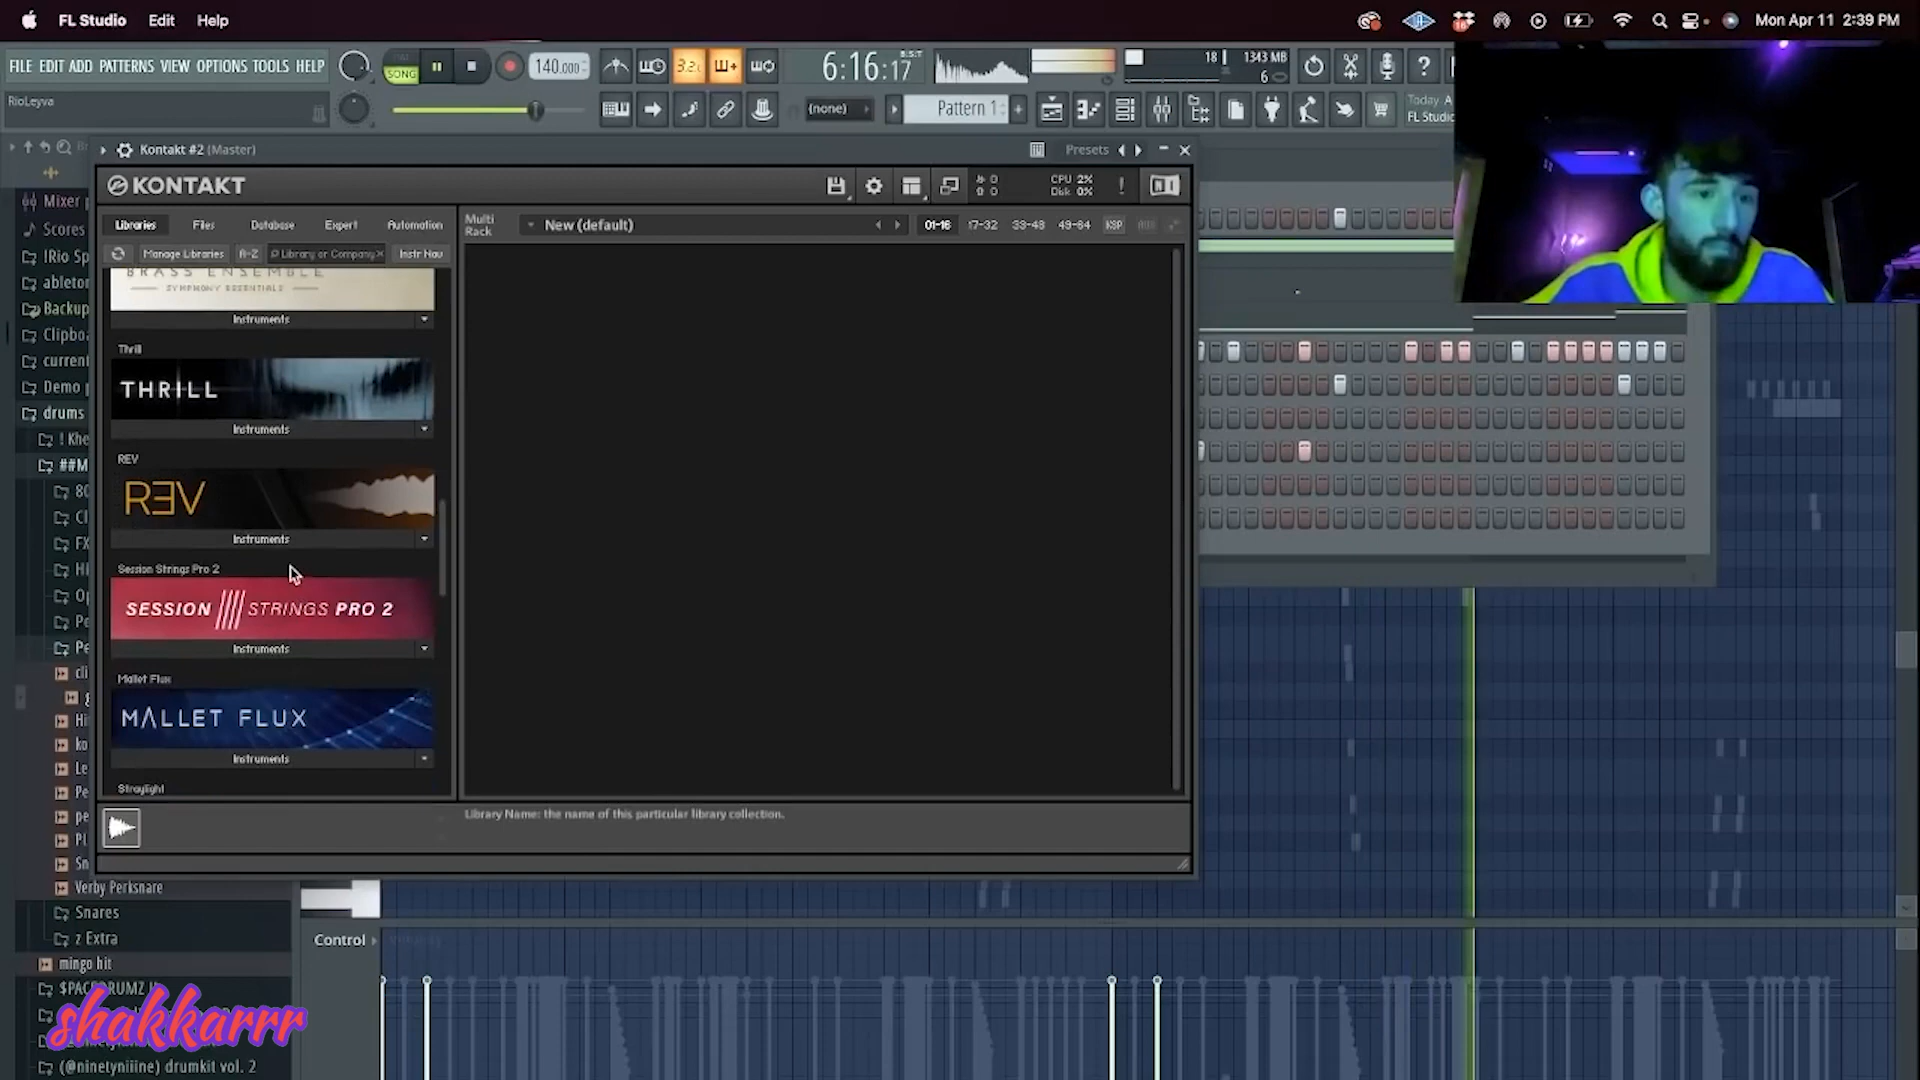 FL Studio Edit Help
Mon Apr 11 2:39 PM
FILE EDIT ADD PATTERNS VIEW OPTIONS TOOLS HELP
SONG
140.000
3.2
6:16:17
B:S:T
18
1343 MB
6
RioLeyva
(none)
Pattern 1
Today
FL Studio
Kontakt #2 (Master)
Presets
KONTAKT
0
0
CPU 2%
Disk 0%
!
NI
Libraries Files Database Expert Automation
Multi Rack
New (default)
01-16 17-32 33-48 49-64 KSP
Manage Libraries A-Z Library or Company Instr Nav
BRASS ENSEMBLE
SYMPHONY ESSENTIALS
Instruments
Thrill
THRILL
Instruments
REV
REV
Instruments
Session Strings Pro 2
SESSION STRINGS PRO 2
Instruments
Mallet Flux
MALLET FLUX
Instruments
Straylight
Library Name: the name of this particular library collection.
Mixer
Scores
!Rio Sp
ableton
Backup
Clipbo
current
Demo
drums
! Khe
##M
80
Cl
FX
Hi
Op
Pe
Pe
cli
Hi
ko
Le
Pe
pe
Pl
Sn
Verby Perksnare
Snares
z Extra
mingo hit
(@ninetyniiine) drumkit vol. 2
Control
shakkarrr